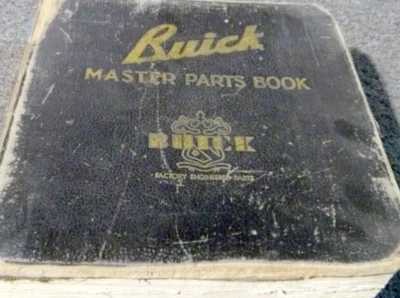 Buick
MASTER PARTS BOOK
BUICK
FACTORY ENGINEERED PARTS